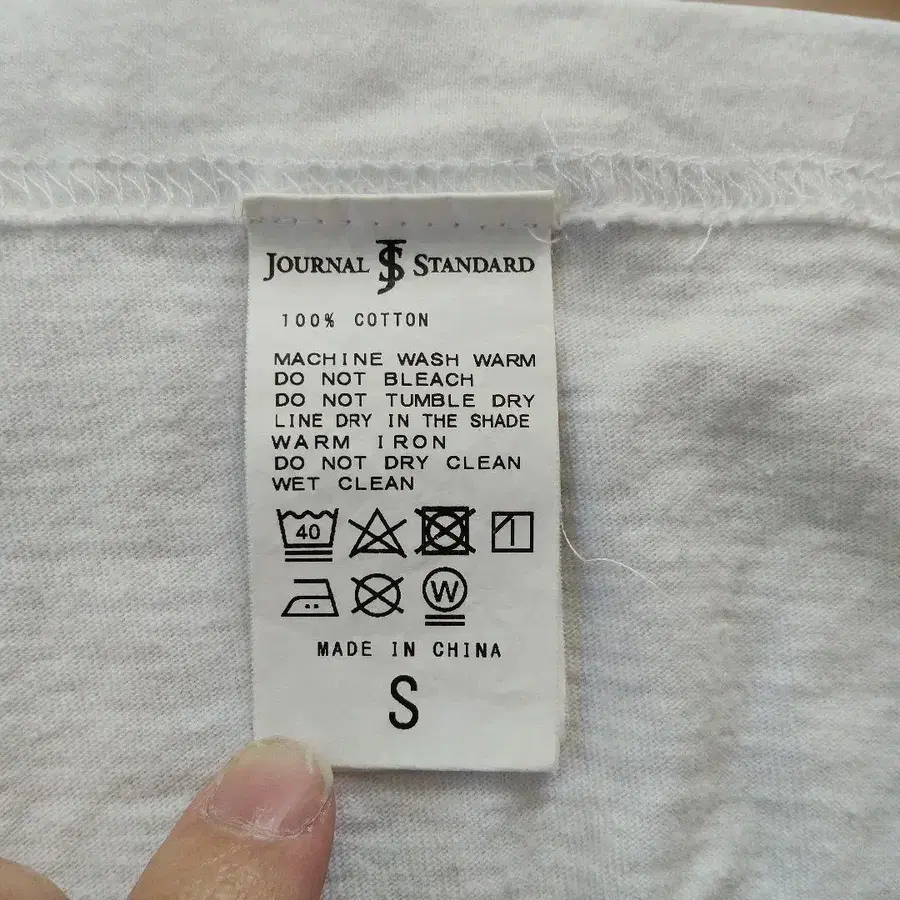 JOURNAL JS STANDARD
100% COTTON
MACHINE WASH WARM
DO NOT BLEACH
DO NOT TUMBLE DRY
LINE DRY IN THE SHADE
WARM IRON
DO NOT DRY CLEAN
WET CLEAN
40
W
MADE IN CHINA
S